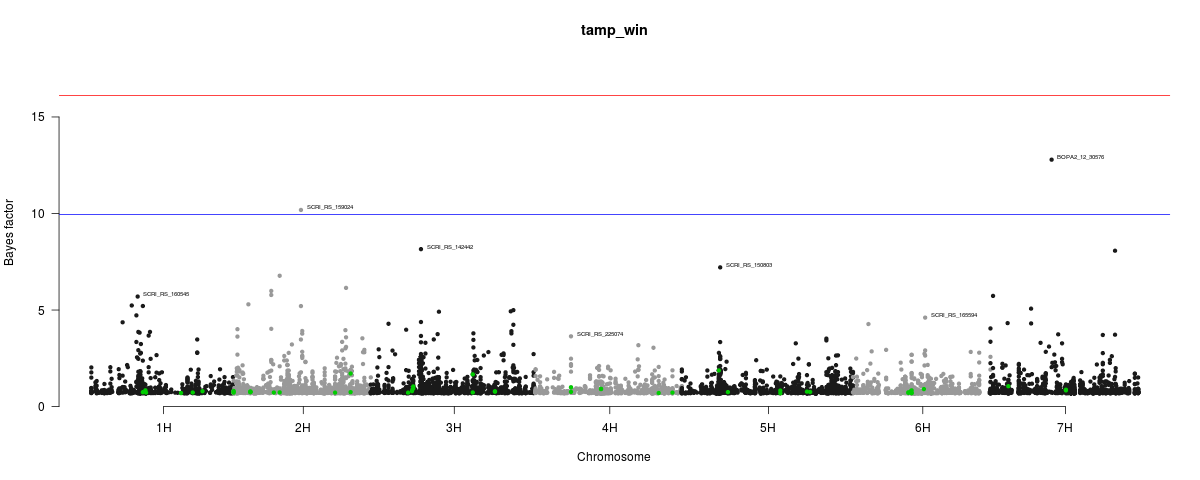 tamp_win
15
BOPA2_12_30576
SCRI_RS_159024
10
SCRI_RS_142442
SCRI_RS_150803
SCRI_RS_160545
5
SCRI_RS_165594
SCRI_RS_225074
0
Bayes factor
1H 2H 3H 4H 5H 6H 7H
Chromosome